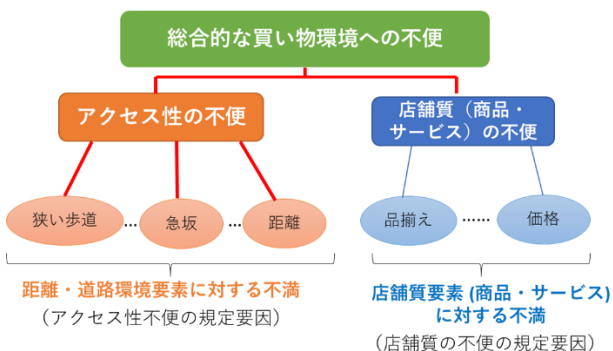 総合的な買い物環境への不便
アクセス性の不便
店舗質（商品・
サービス）の不便
狭い歩道
…
急坂
…
距離
品揃え
……
価格
距離・道路環境要素に対する不満
（アクセス性不便の規定要因）
店舗質要素 (商品・サービス)
に対する不満
（店舗質の不便の規定要因）